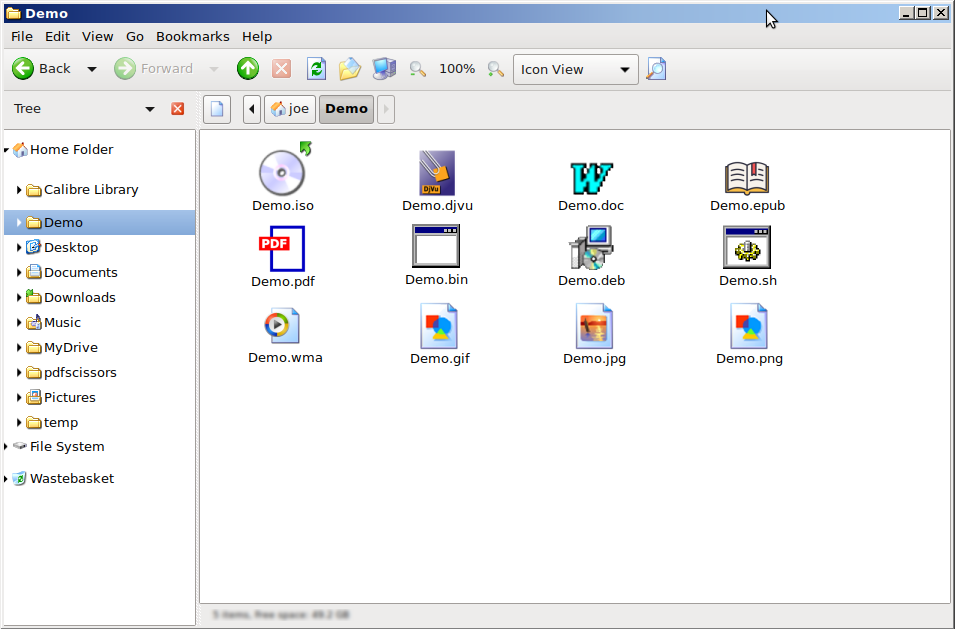 Demo
File Edit View Go Bookmarks Help
Back Forward 100% Icon View
Tree
joe Demo
Home Folder
Calibre Library
Demo
Desktop
Documents
Downloads
Music
MyDrive
pdfscissors
Pictures
temp
File System
Wastebasket
Demo.iso Demo.djvu Demo.doc Demo.epub
PDF
Demo.pdf Demo.bin Demo.deb Demo.sh
Demo.wma Demo.gif Demo.jpg Demo.png